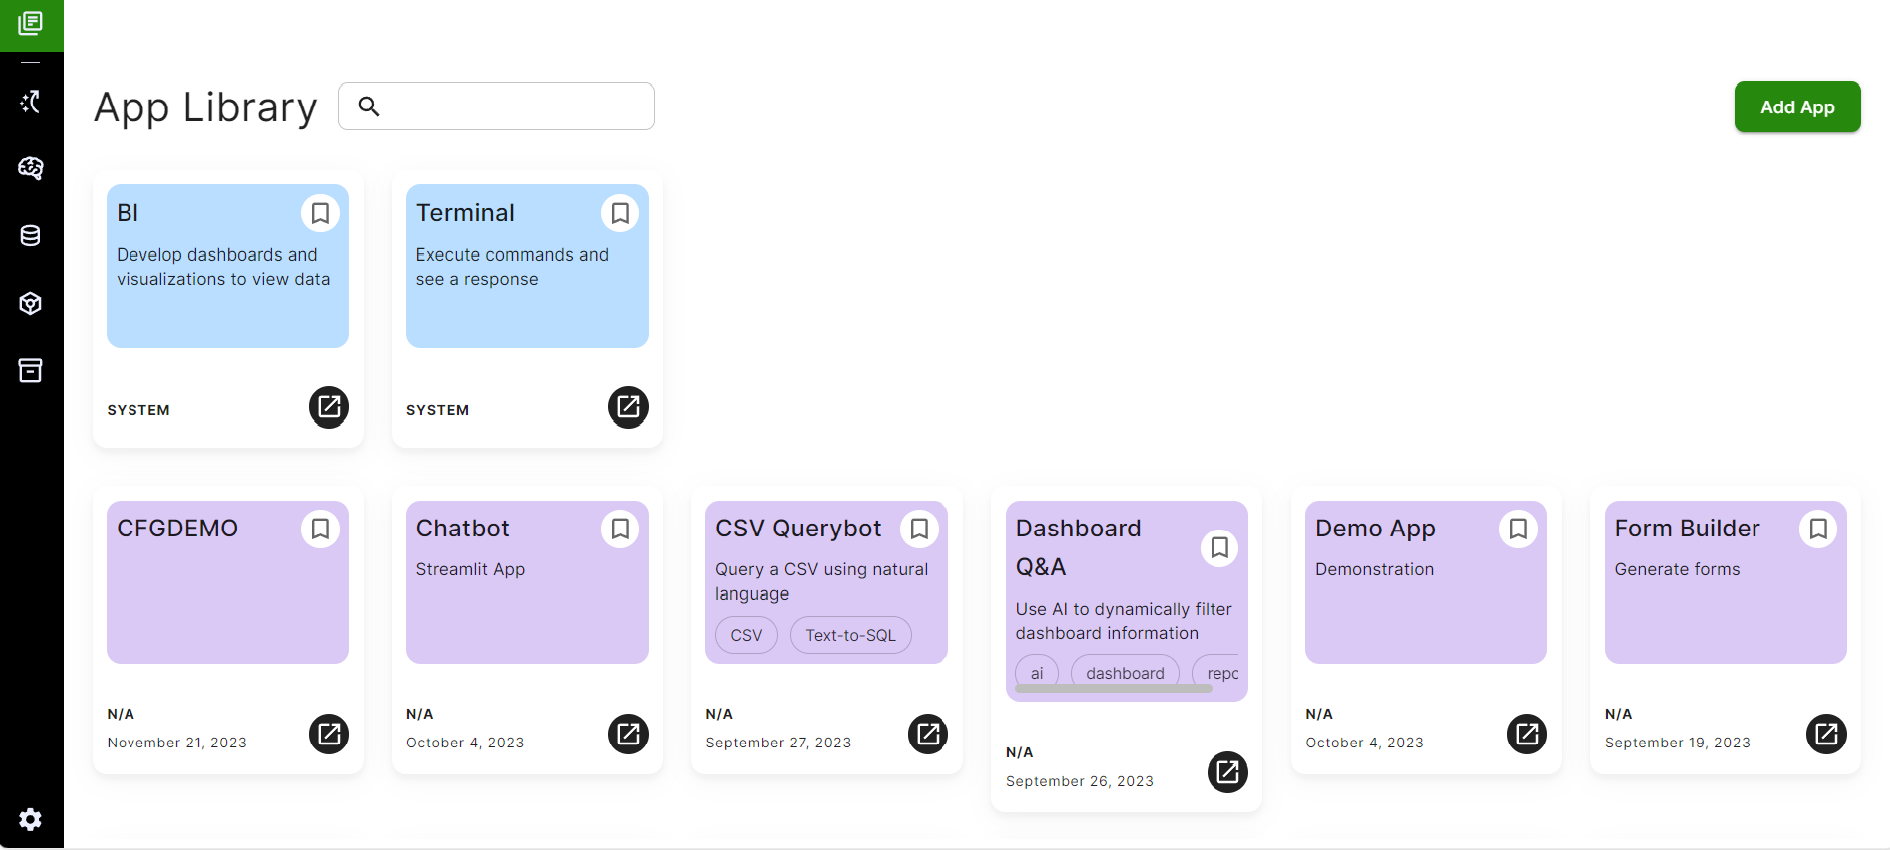 App Library
Add App
BI
Develop dashboards and
visualizations to view data
SYSTEM
Terminal
Execute commands and
see a response
SYSTEM
CFGDEMO
N/A
November 21, 2023
Chatbot
Streamlit App
N/A
October 4, 2023
CSV Querybot
Query a CSV using natural
language
CSV Text-to-SQL
N/A
September 27, 2023
Dashboard
Q&A
Use AI to dynamically filter
dashboard information
ai dashboard repo
N/A
September 26, 2023
Demo App
Demonstration
N/A
October 4, 2023
Form Builder
Generate forms
N/A
September 19, 2023